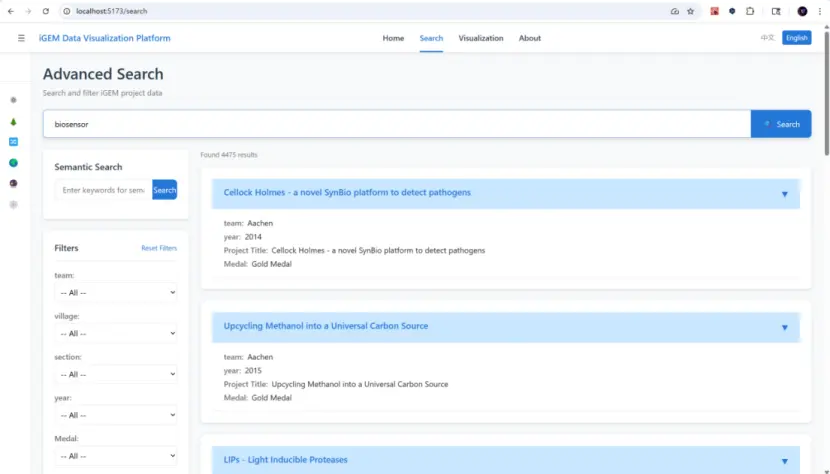 localhost:5173/search
iGEM Data Visualization Platform
Home Search Visualization About
中文 English
Advanced Search
Search and filter iGEM project data
biosensor
Search
Semantic Search
Enter keywords for sem
Search
Filters Reset Filters
team:
-- All --
village:
-- All --
section:
-- All --
year:
-- All --
Medal:
-- All --
Found 4475 results
Cellock Holmes - a novel SynBio platform to detect pathogens
team: Aachen
year: 2014
Project Title: Cellock Holmes - a novel SynBio platform to detect pathogens
Medal: Gold Medal
Upcycling Methanol into a Universal Carbon Source
team: Aachen
year: 2015
Project Title: Upcycling Methanol into a Universal Carbon Source
Medal: Gold Medal
LIPs - Light Inducible Proteases